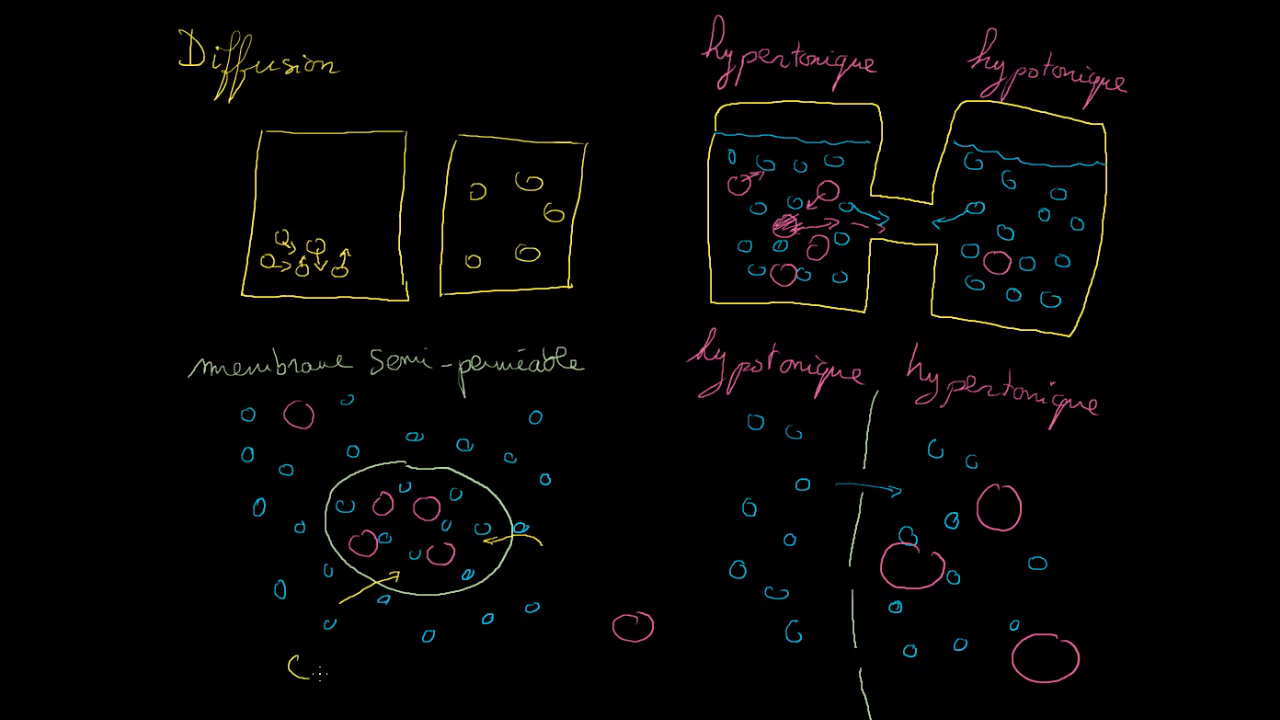 Diffusion
hypertonique
hypotonique
membrane semi-perméable
hypotonique
hypertonique